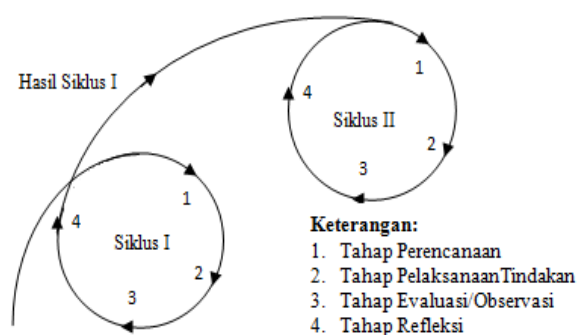 Hasil Siklus I
1
4
Siklus II
2
3
1
4
Siklus I
2
3
Keterangan:
1. Tahap Perencanaan
2. Tahap PelaksanaanTindakan
3. Tahap Evaluasi/Observasi
4. Tahap Refleksi